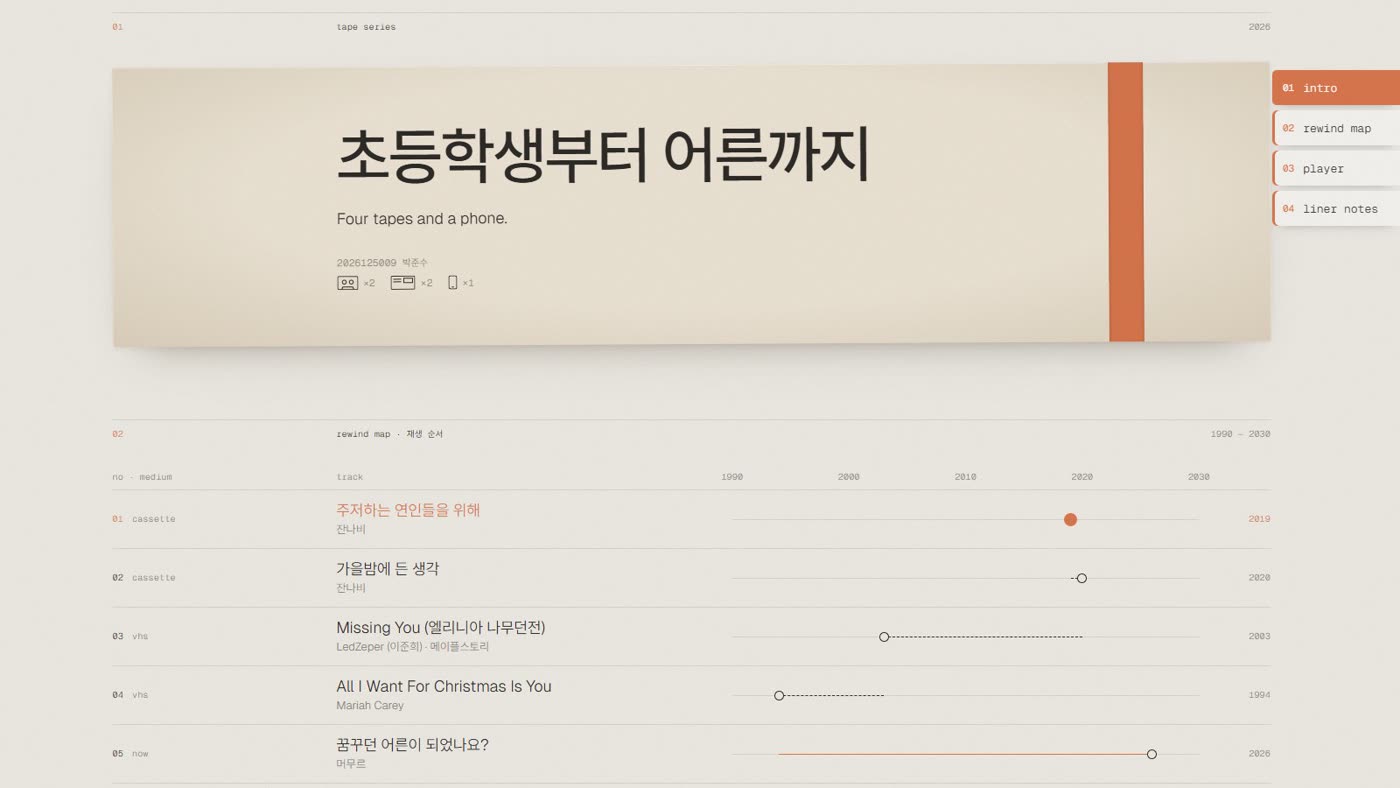 01 tape series 2026
초등학생부터 어른까지
Four tapes and a phone.
2026125009 박준수
×2 ×2 ×1
01 intro
02 rewind map
03 player
04 liner notes
02 rewind map · 재생 순서 1990 — 2030
no · medium track 1990 2000 2010 2020 2030
01 cassette 주저하는 연인들을 위해 2019
잔나비
02 cassette 가을밤에 든 생각 2020
잔나비
03 vhs Missing You (엘리니아 나무던전) 2003
LedZeper (이준희) · 메이플스토리
04 vhs All I Want For Christmas Is You 1994
Mariah Carey
05 now 꿈꾸던 어른이 되었나요? 2026
머무르